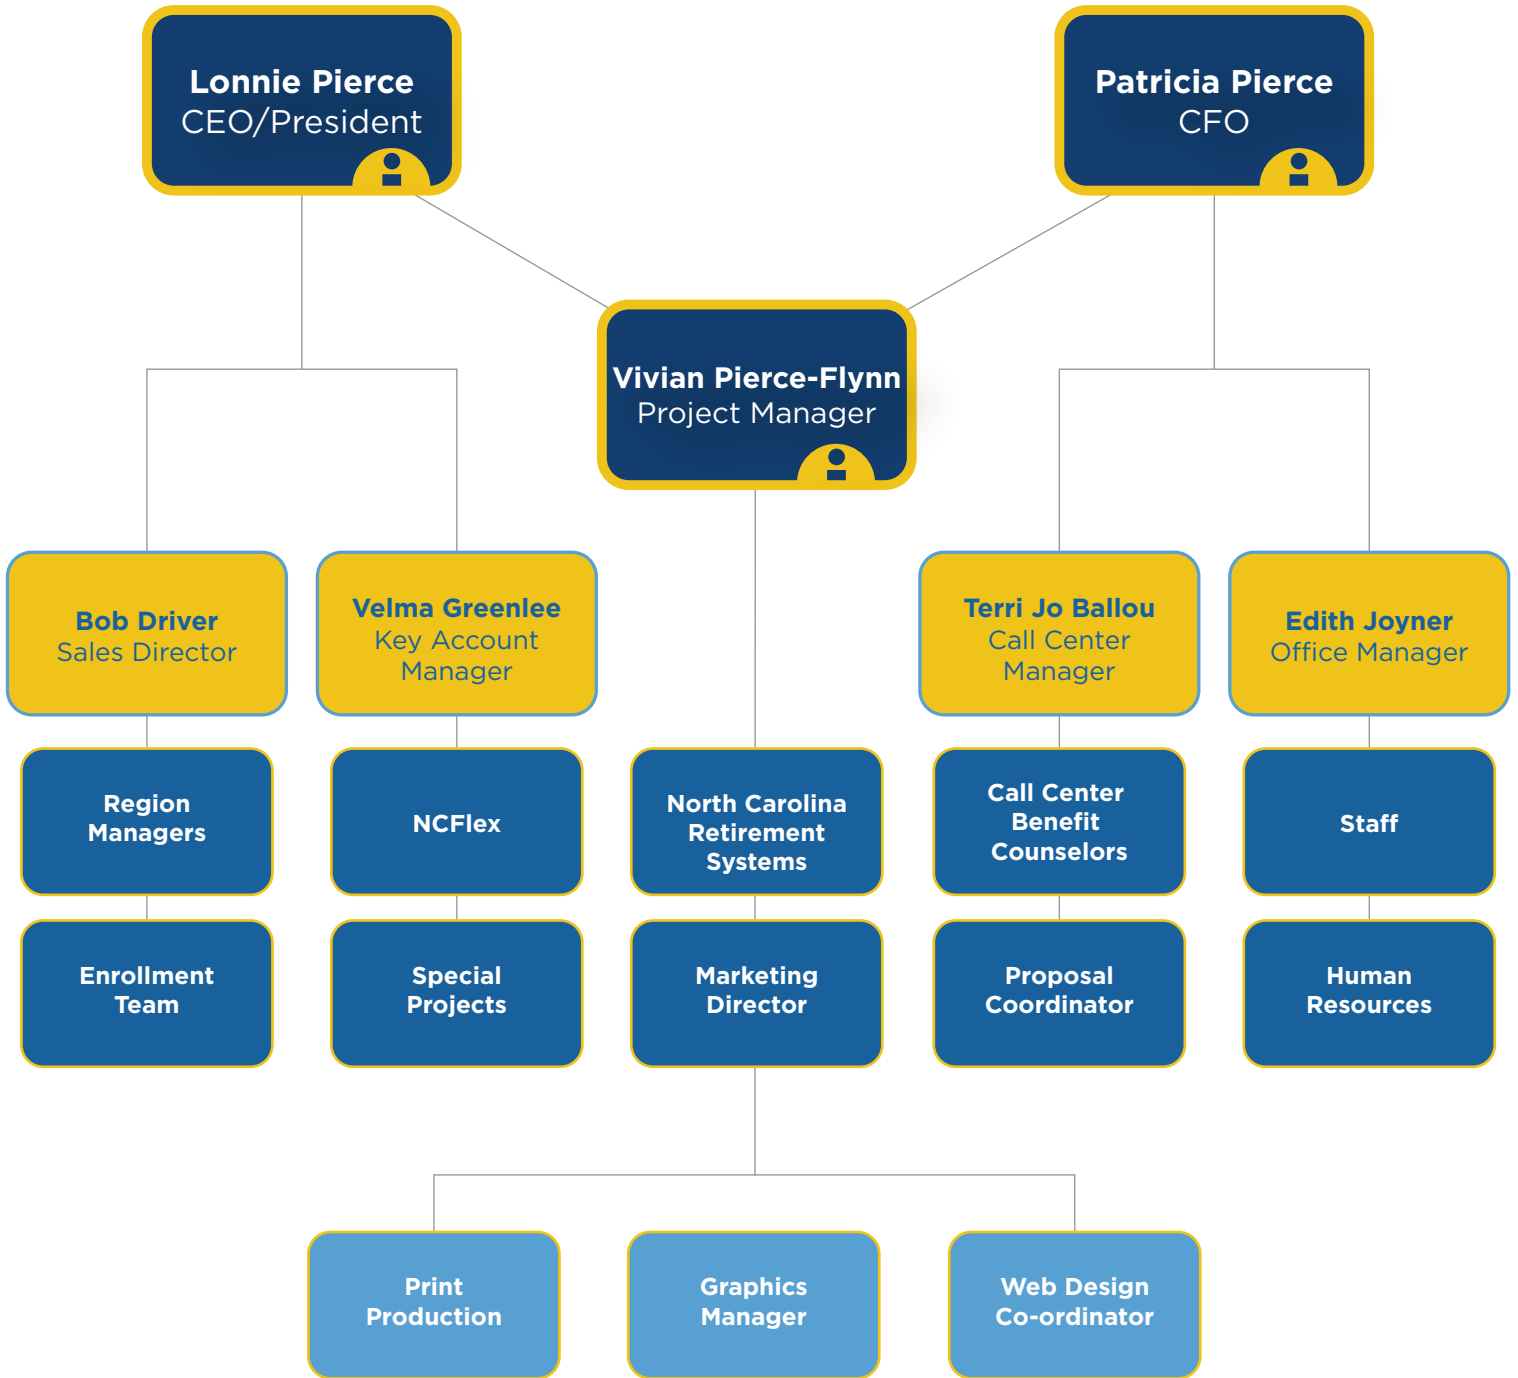 Lonnie Pierce
CEO/President
Patricia Pierce
CFO
Vivian Pierce-Flynn
Project Manager
Bob Driver
Sales Director
Velma Greenlee
Key Account
Manager
Terri Jo Ballou
Call Center
Manager
Edith Joyner
Office Manager
Region
Managers
NCFlex
North Carolina
Retirement
Systems
Call Center
Benefit
Counselors
Staff
Enrollment
Team
Special
Projects
Marketing
Director
Proposal
Coordinator
Human
Resources
Print
Production
Graphics
Manager
Web Design
Co-ordinator